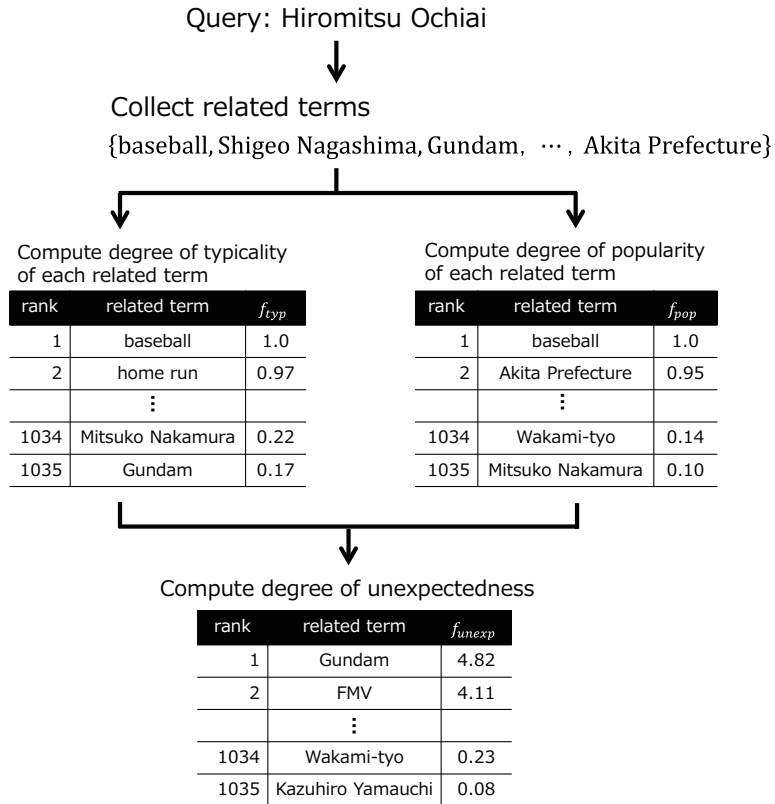 Query: Hiromitsu Ochiai
Collect related terms
{baseball, Shigeo Nagashima, Gundam, ⋯, Akita Prefecture}
Compute degree of typicality
of each related term
rank related term f_typ
1 baseball 1.0
2 home run 0.97
⋮
1034 Mitsuko Nakamura 0.22
1035 Gundam 0.17
Compute degree of popularity
of each related term
rank related term f_pop
1 baseball 1.0
2 Akita Prefecture 0.95
⋮
1034 Wakami-tyo 0.14
1035 Mitsuko Nakamura 0.10
Compute degree of unexpectedness
rank related term f_unexp
1 Gundam 4.82
2 FMV 4.11
⋮
1034 Wakami-tyo 0.23
1035 Kazuhiro Yamauchi 0.08